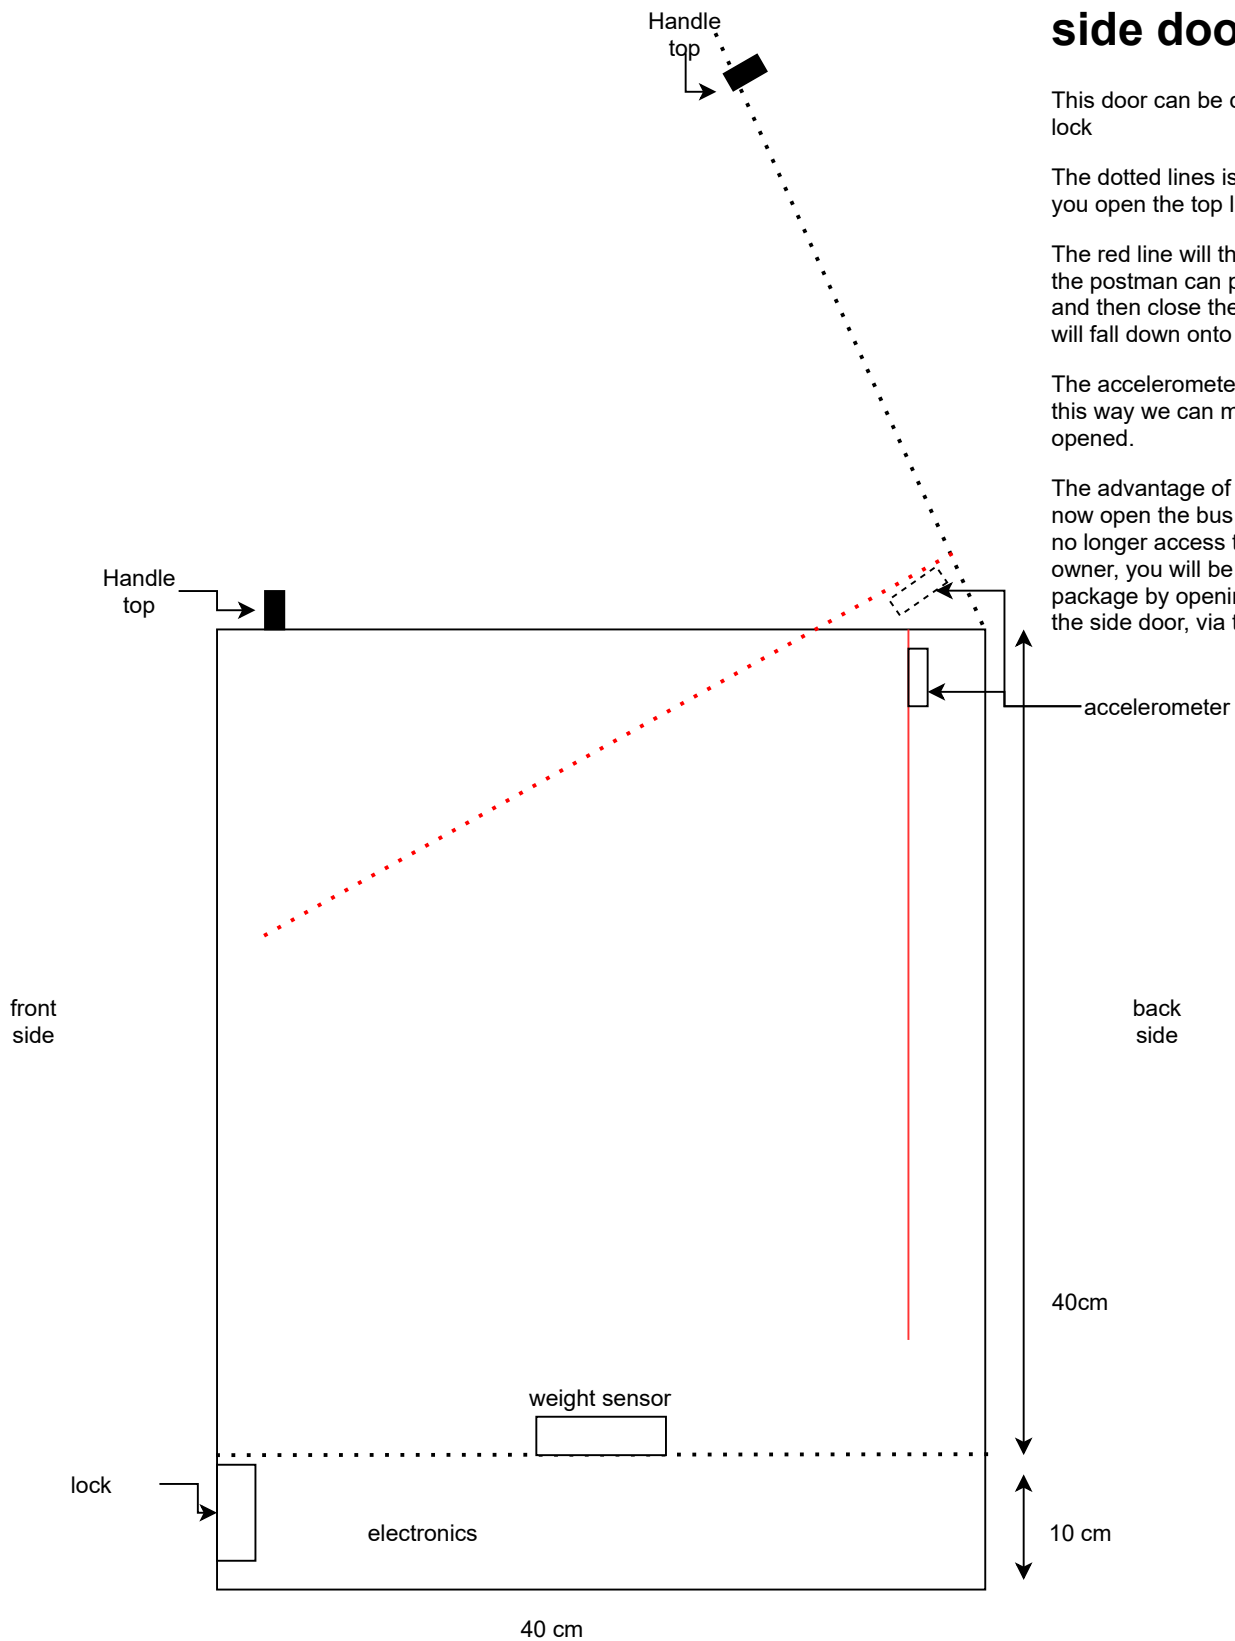 Handle
top
side doo
This door can be
lock
The dotted lines is
you open the top l
The red line will th
the postman can p
and then close the
will fall down onto
The acceleromete
this way we can m
opened.
The advantage of
now open the bus
no longer access t
owner, you will be
package by openin
the side door, via t
Handle
top
accelerometer
front
side
back
side
40cm
weight sensor
lock
electronics
10 cm
40 cm